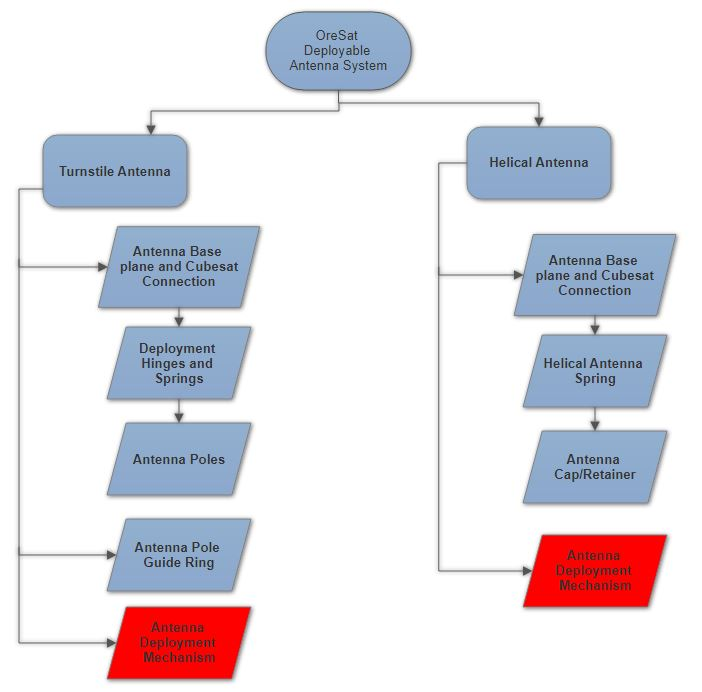 OreSat
Deployable
Antenna System
Turnstile Antenna
Antenna Base
plane and Cubesat
Connection
Deployment
Hinges and
Springs
Antenna Poles
Antenna Pole
Guide Ring
Antenna
Deployment
Mechanism
Helical Antenna
Antenna Base
plane and Cubesat
Connection
Helical Antenna
Spring
Antenna
Cap/Retainer
Antenna
Deployment
Mechanism